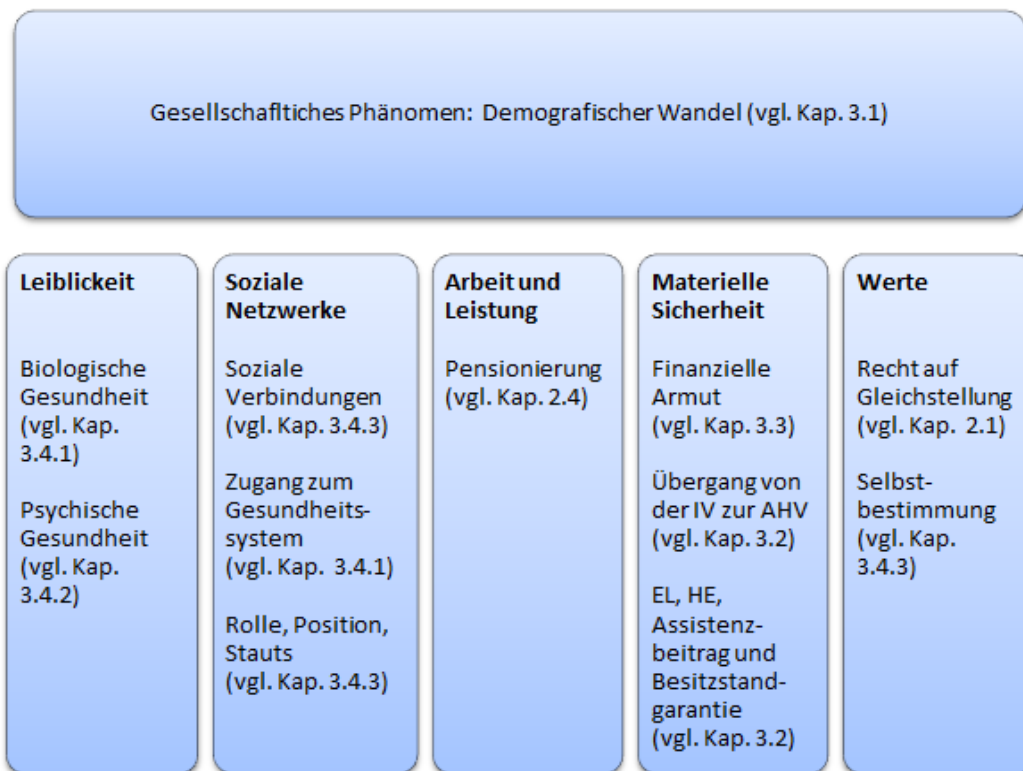 Gesellschafltiches Phänomen: Demografischer Wandel (vgl. Kap. 3.1)
Leiblickeit
Biologische
Gesundheit
(vgl. Kap.
3.4.1)
Psychische
Gesundheit
(vgl. Kap.
3.4.2)
Soziale
Netzwerke
Soziale
Verbindungen
(vgl. Kap. 3.4.3)
Zugang zum
Gesundheits-
system
(vgl. Kap. 3.4.1)
Rolle, Position,
Stauts
(vgl. Kap. 3.4.3)
Arbeit und
Leistung
Pensionierung
(vgl. Kap. 2.4)
Materielle
Sicherheit
Finanzielle
Armut
(vgl. Kap. 3.3)
Übergang von
der IV zur AHV
(vgl. Kap. 3.2)
EL, HE,
Assistenz-
beitrag und
Besitzstand-
garantie
(vgl. Kap. 3.2)
Werte
Recht auf
Gleichstellung
(vgl. Kap. 2.1)
Selbst-
bestimmung
(vgl. Kap.
3.4.3)